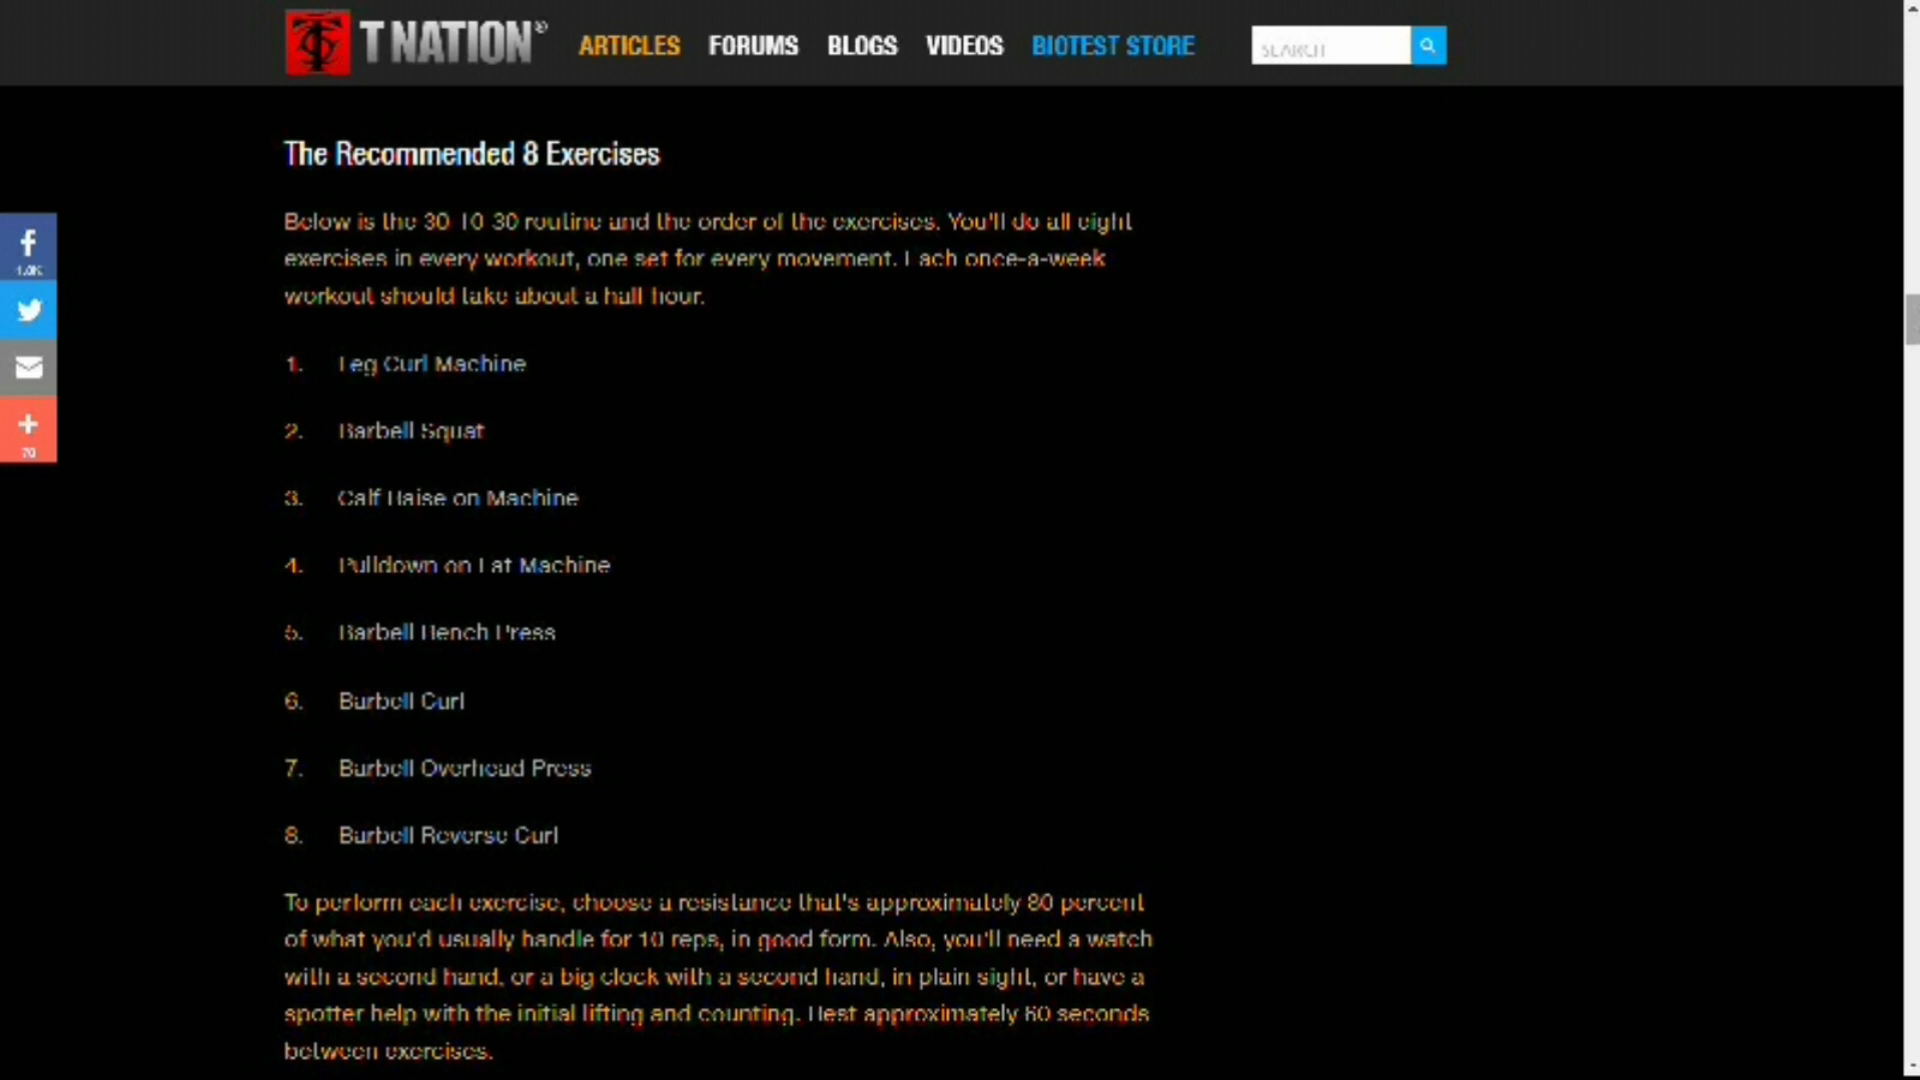 T NATION®
ARTICLES FORUMS BLOGS VIDEOS BIOTEST STORE
SEARCH
The Recommended 8 Exercises
Below is the 30-10-30 routine and the order of the exercises. You'll do all eight
exercises in every workout, one set for every movement. Each once-a-week
workout should take about a half hour.
1. Leg Curl Machine
2. Barbell Squat
3. Calf Raise on Machine
4. Pulldown on Lat Machine
5. Barbell Bench Press
6. Barbell Curl
7. Barbell Overhead Press
8. Barbell Reverse Curl
To perform each exercise, choose a resistance that's approximately 80 percent
of what you'd usually handle for 10 reps, in good form. Also, you'll need a watch
with a second hand, or a big clock with a second hand, in plain sight, or have a
spotter help with the initial lifting and counting. Rest approximately 60 seconds
between exercises.
70